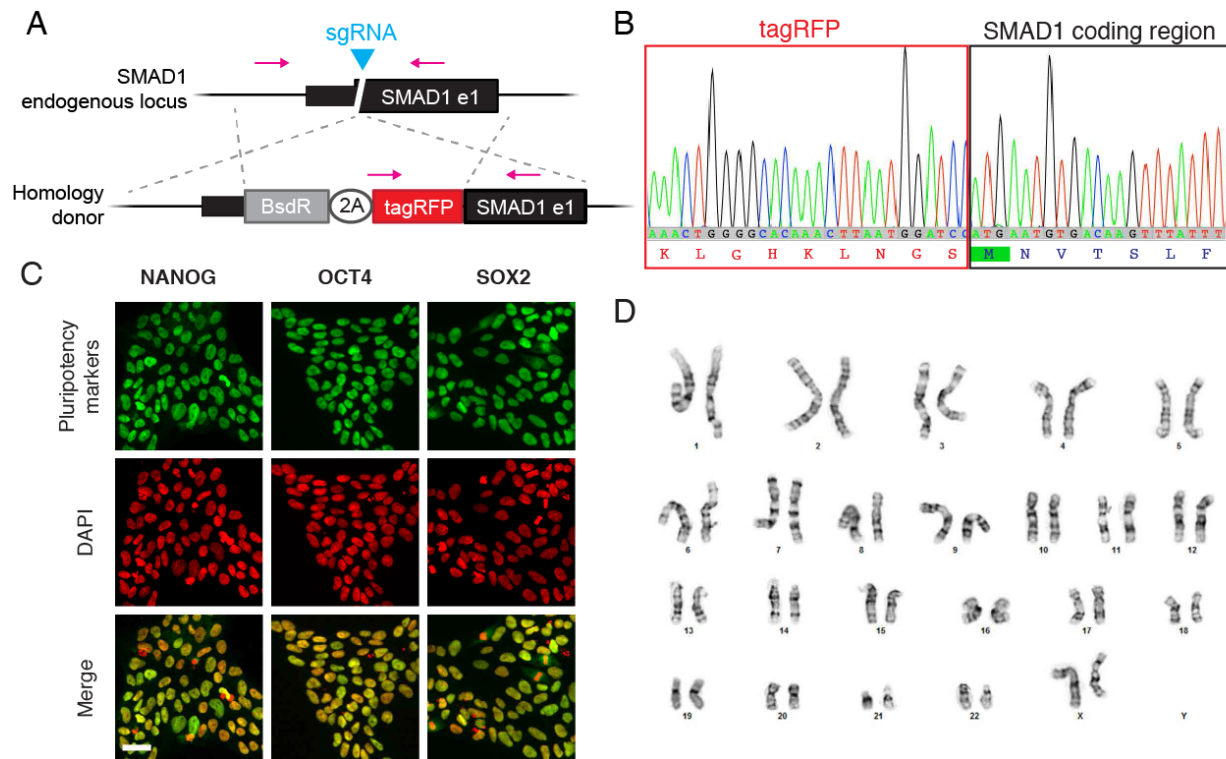 A
sgRNA
SMAD1
endogenous locus
SMAD1 e1
Homology
donor
BsdR
2A
tagRFP
SMAD1 e1
B
tagRFP
SMAD1 coding region
AAACTGGGGCACAAACTTAATGGATCC ATGAATGTGACAAGTTTATTT
K L G H K L N G S M N V T S L F
C
NANOG
OCT4
SOX2
Pluripotency
markers
DAPI
Merge
D
1 2 3 4 5
6 7 8 9 10 11 12
13 14 15 16 17 18
19 20 21 22 X Y